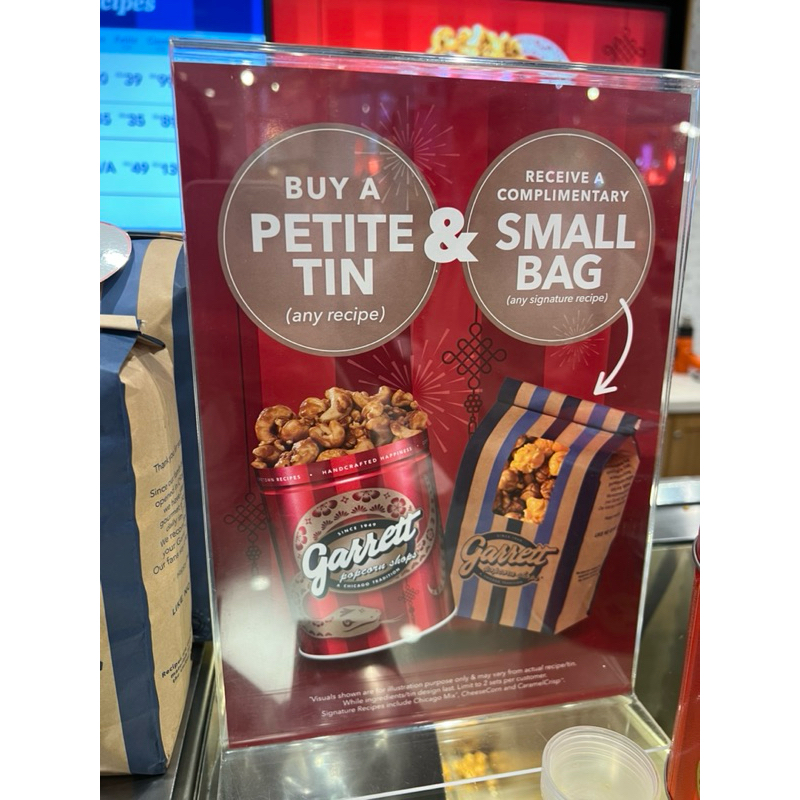 BUY A
PETITE
TIN
(any recipe)
&
RECEIVE A
COMPLIMENTARY
SMALL
BAG
(any signature recipe)
RECIPES • HANDCRAFTED HAPPINESS
SINCE 1949
Garrett
popcorn shops
A CHICAGO TRADITION
Garrett
"Visuals shown are for illustration purpose only & may vary from actual recipe/tin.
While ingredients/tin design last. Limit to 2 sets per customer.
Signature Recipes include Chicago Mix", CheeseCorn and CaramelCrisp".